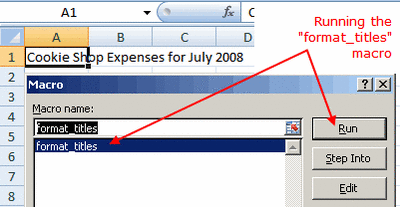 A1
C
Running the
"format_titles"
macro
A B C D
1 Cookie Shop Expenses for July 2008
2
3
4
5
6
7
8
Macro
?
Macro name:
format_titles
format_titles
Run
Step Into
Edit